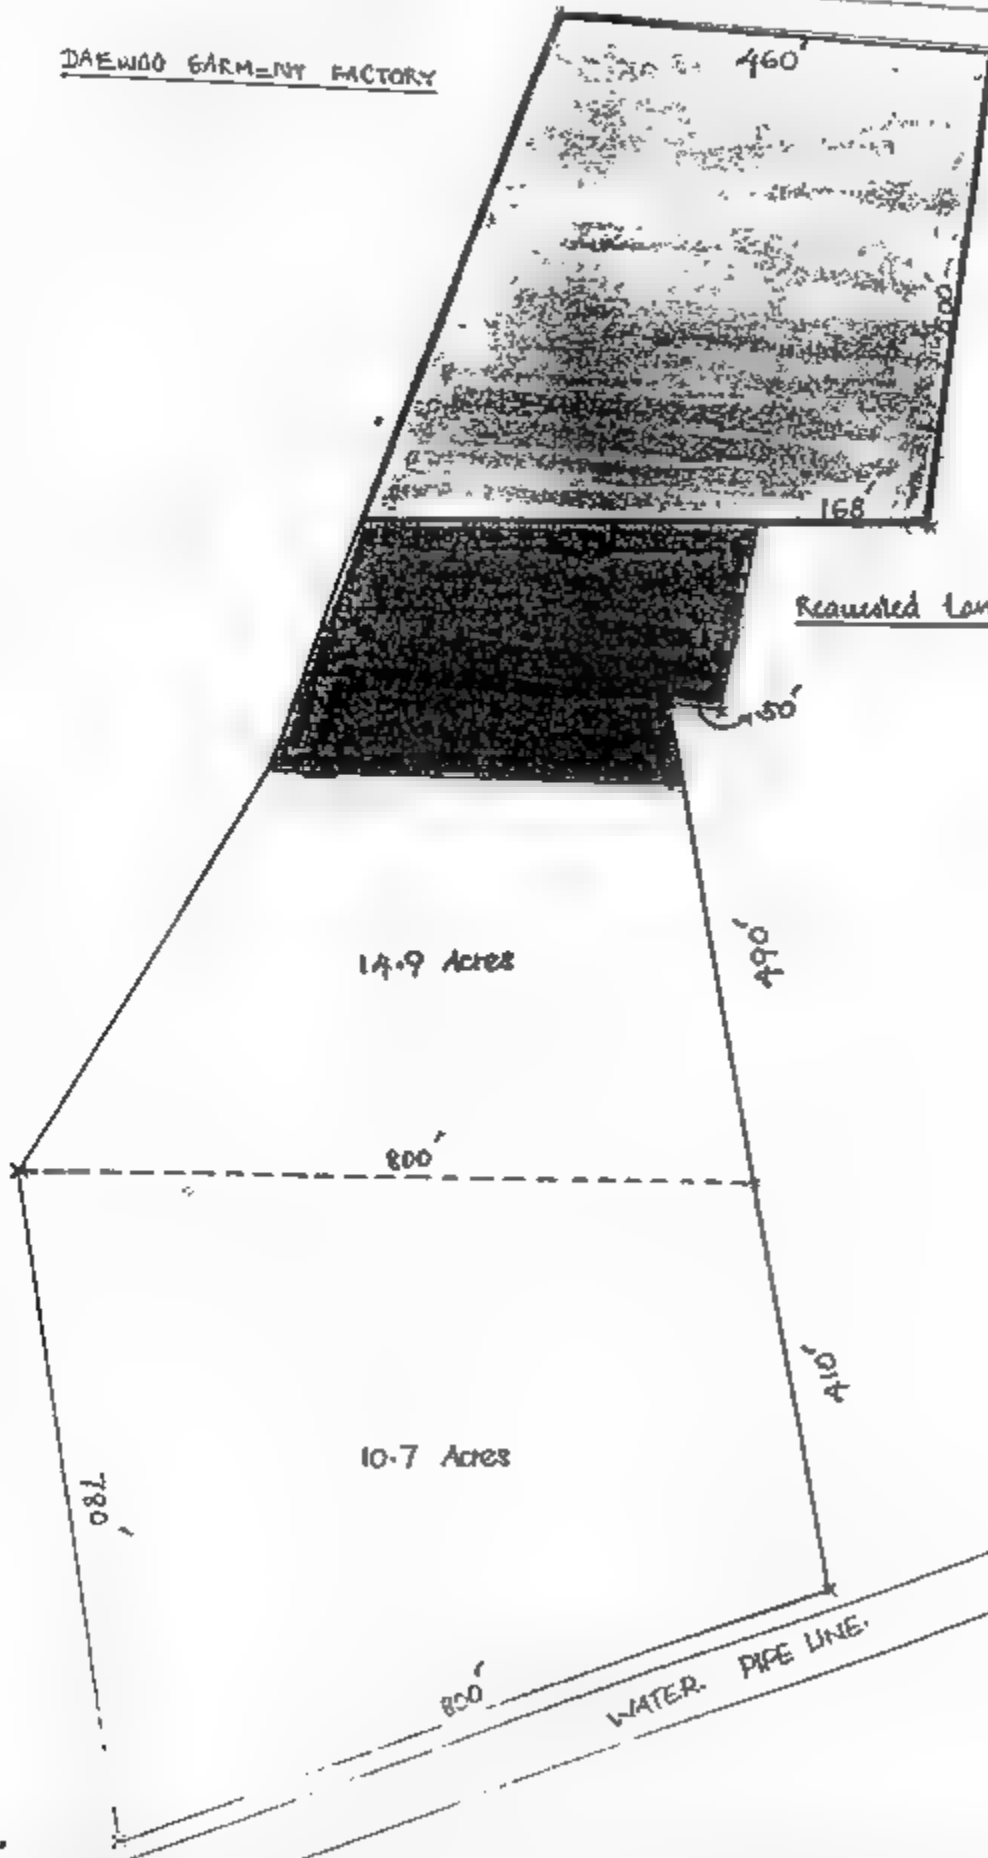 DAEWOO GARMENT FACTORY
460'
168'
Requested
50'
14.9 Acres
490'
800'
10.7 Acres
410'
780'
800'
WATER PIPE LINE.